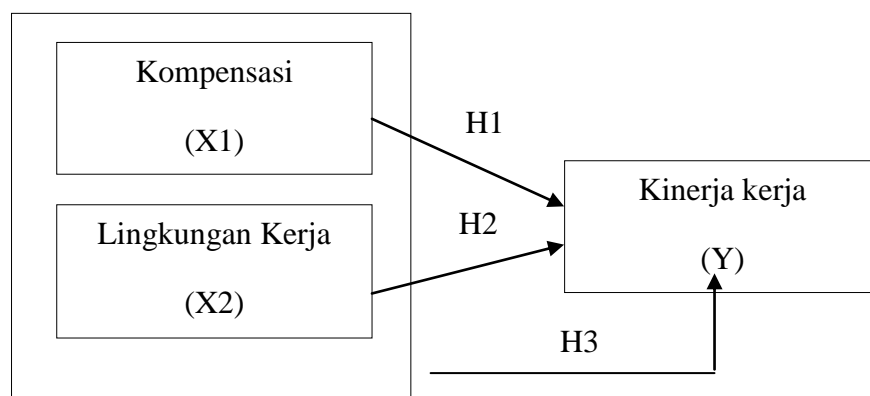 Kompensasi
(X1)
H1
Kinerja kerja
(Y)
Lingkungan Kerja
(X2)
H2
H3